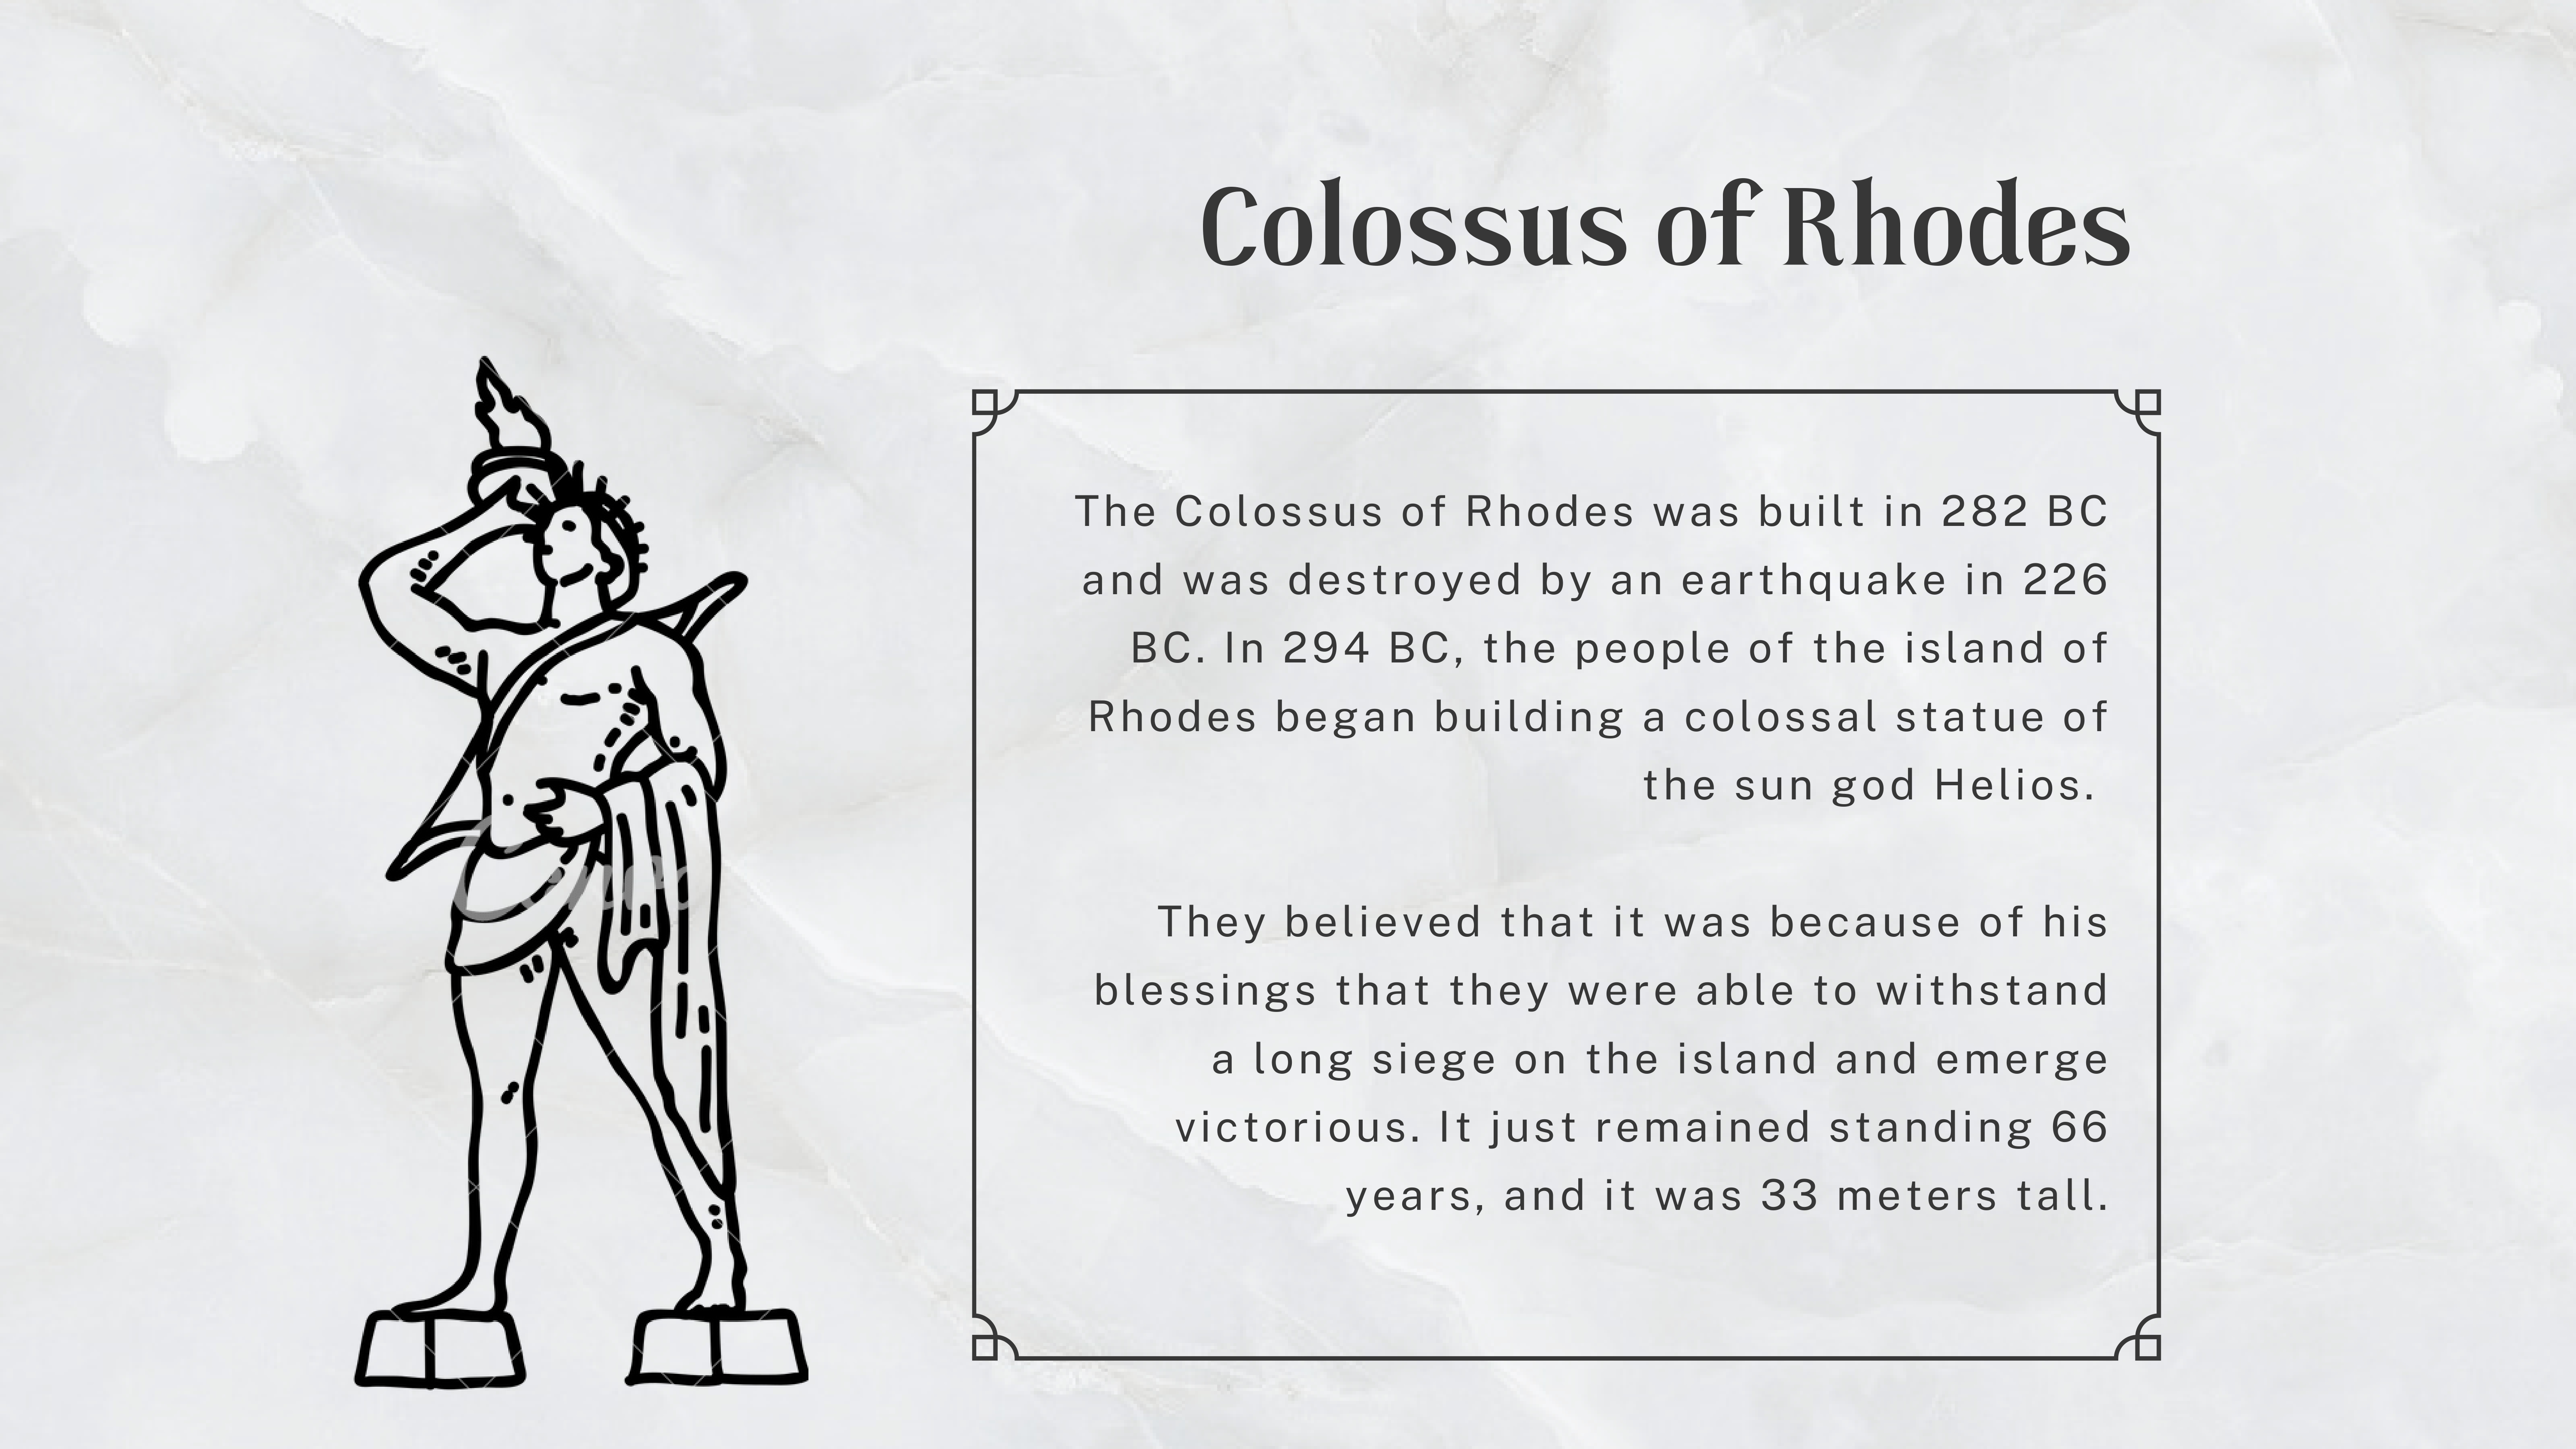 Colossus of Rhodes
The Colossus of Rhodes was built in 282 BC
and was destroyed by an earthquake in 226
BC. In 294 BC, the people of the island of
Rhodes began building a colossal statue of
the sun god Helios.
They believed that it was because of his
blessings that they were able to withstand
a long siege on the island and emerge
victorious. It just remained standing 66
years, and it was 33 meters tall.
Canva